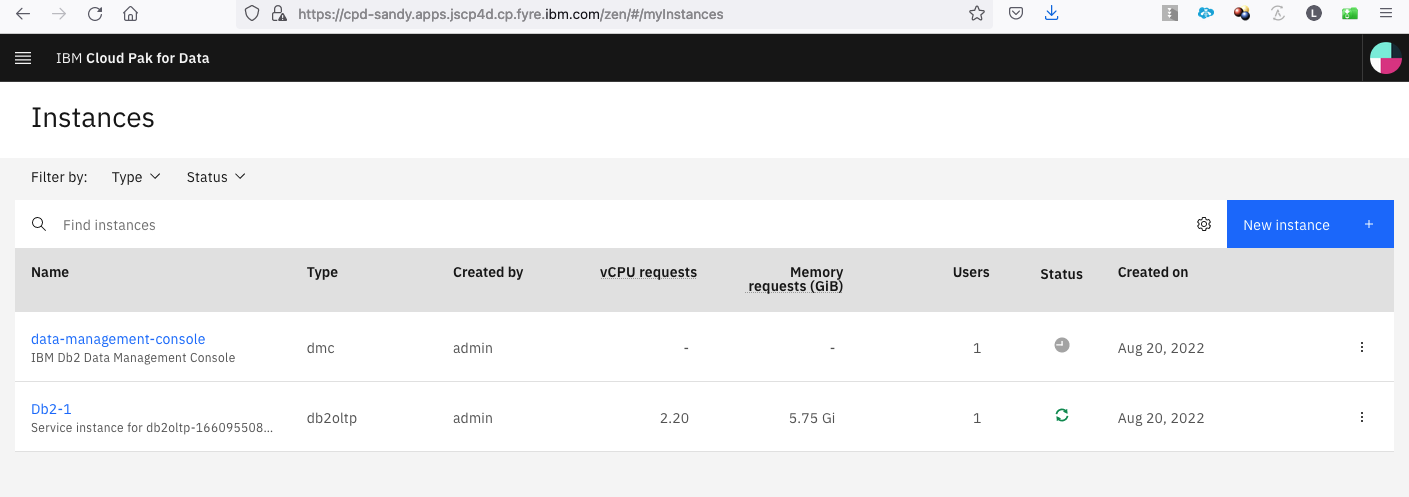 https://cpd-sandy.apps.jscp4d.cp.fyre.ibm.com/zen/#/myInstances
L
IBM Cloud Pak for Data
Instances
Filter by: Type Status
Find instances New instance +
Name Type Created by vCPU requests Memory requests (GiB) Users Status Created on
data-management-console
IBM Db2 Data Management Console
dmc admin - - 1 Aug 20, 2022
Db2-1
Service instance for db2oltp-166095508...
db2oltp admin 2.20 5.75 Gi 1 Aug 20, 2022